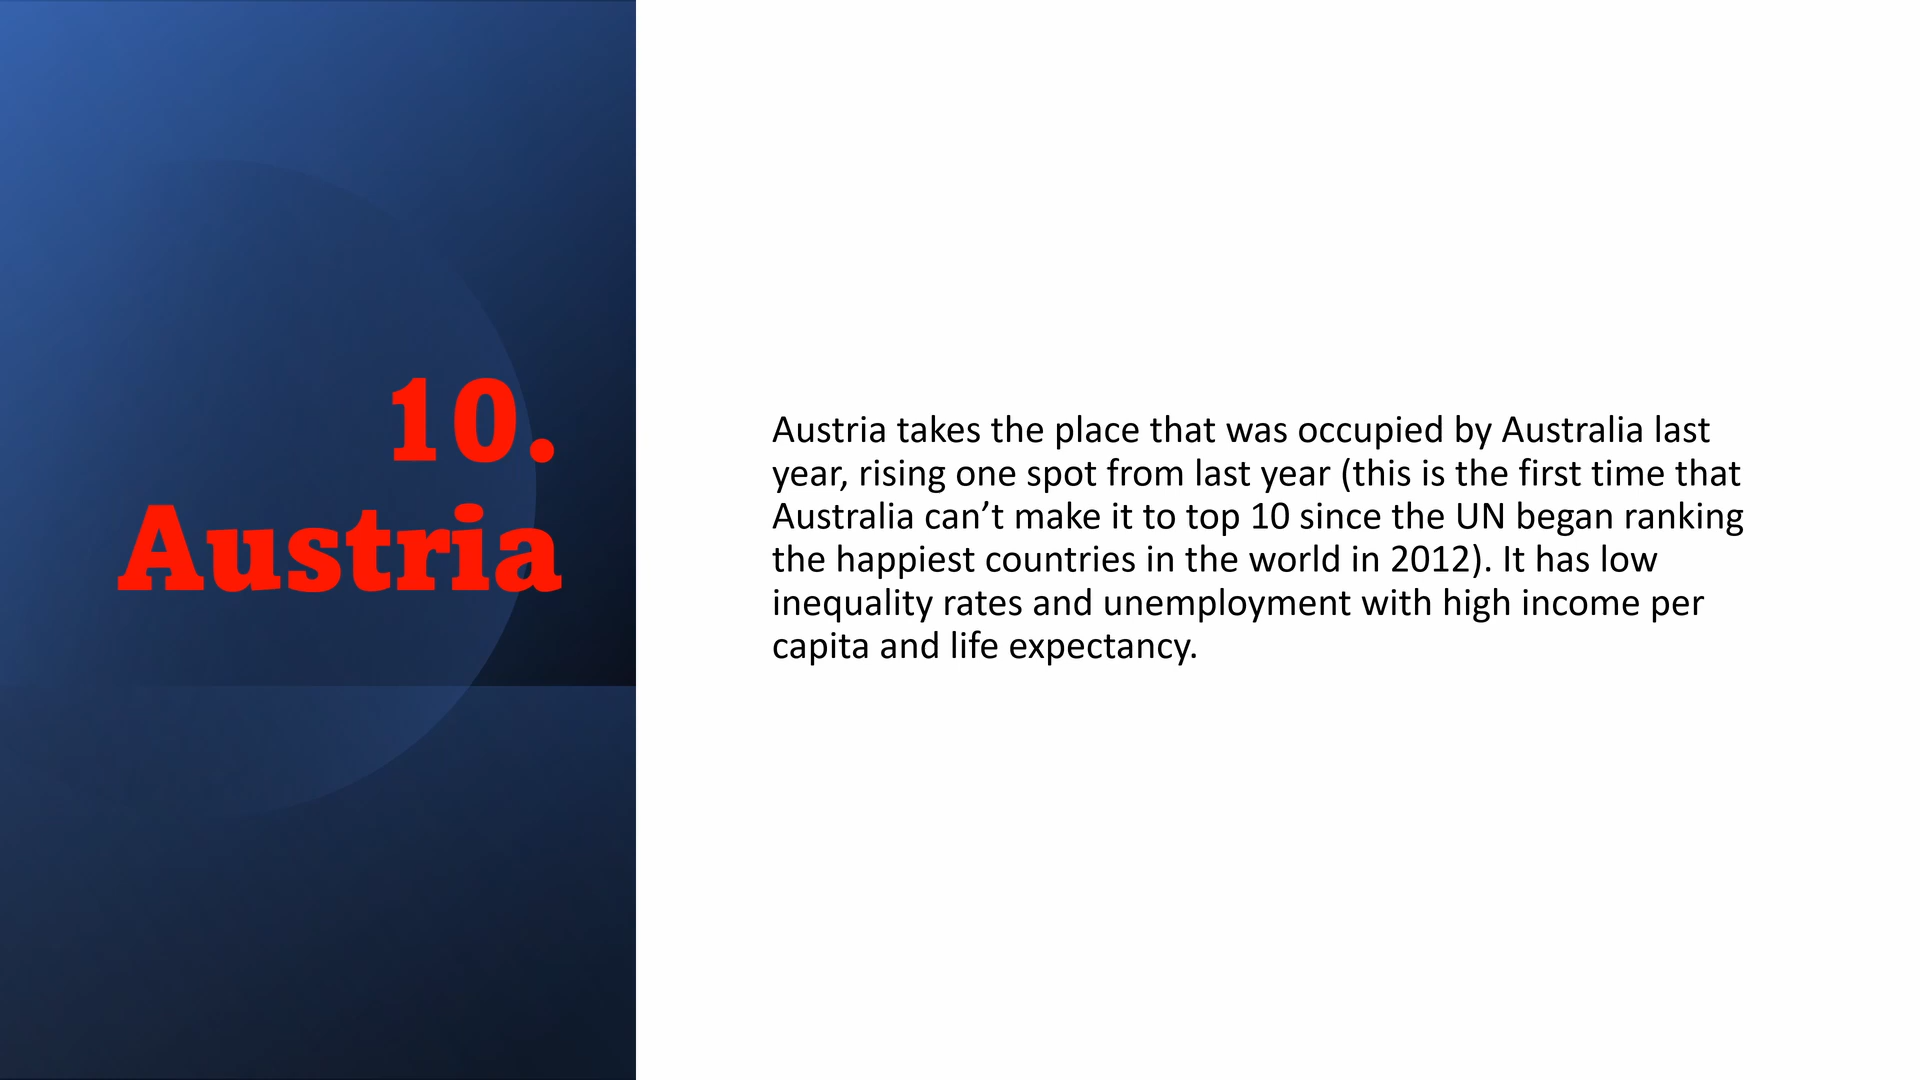 10.
Austria
Austria takes the place that was occupied by Australia last
year, rising one spot from last year (this is the first time that
Australia can’t make it to top 10 since the UN began ranking
the happiest countries in the world in 2012). It has low
inequality rates and unemployment with high income per
capita and life expectancy.